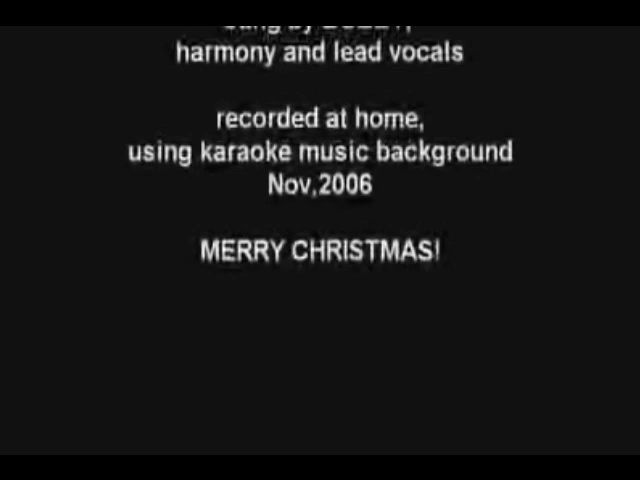 harmony and lead vocals
recorded at home,
using karaoke music background
Nov,2006
MERRY CHRISTMAS!